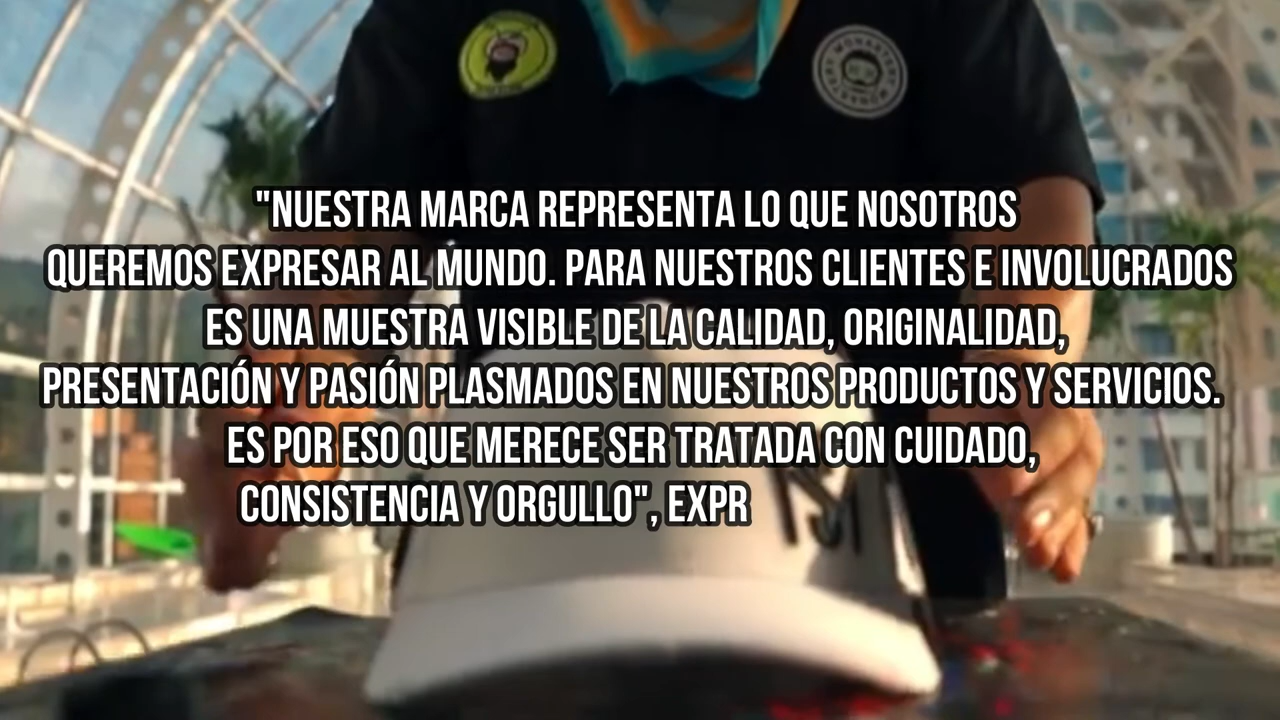 "NUESTRA MARCA REPRESENTA LO QUE NOSOTROS
QUEREMOS EXPRESAR AL MUNDO. PARA NUESTROS CLIENTES E INVOLUCRADOS
ES UNA MUESTRA VISIBLE DE LA CALIDAD, ORIGINALIDAD,
PRESENTACIÓN Y PASIÓN PLASMADOS EN NUESTROS PRODUCTOS Y SERVICIOS.
ES POR ESO QUE MERECE SER TRATADA CON CUIDADO,
CONSISTENCIA Y ORGULLO", EXPR